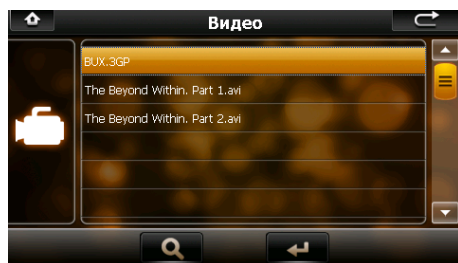 Видео
BUX.3GP
The Beyond Within. Part 1.avi
The Beyond Within. Part 2.avi